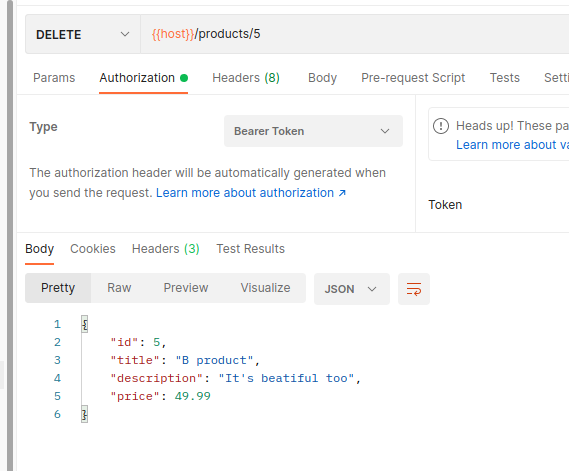 DELETE {{host}}/products/5
Params Authorization Headers (8) Body Pre-request Script Tests Setti
Type Bearer Token
Heads up! These pa
Learn more about va
The authorization header will be automatically generated when
you send the request. Learn more about authorization ↗
Token
Body Cookies Headers (3) Test Results
Pretty Raw Preview Visualize JSON
1 {
2 "id": 5,
3 "title": "B product",
4 "description": "It's beatiful too",
5 "price": 49.99
6 }